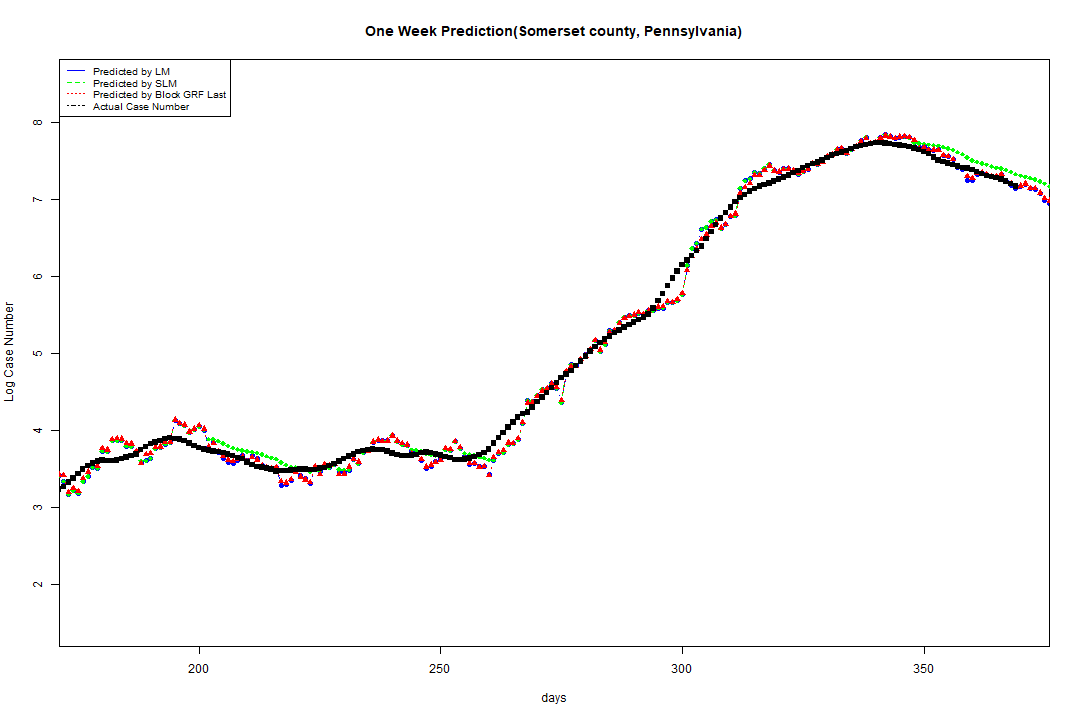 One Week Prediction(Somerset county, Pennsylvania)
Predicted by LM
Predicted by SLM
Predicted by Block GRF Last
Actual Case Number
8
7
6
5
4
3
2
Log Case Number
200 250 300 350
days